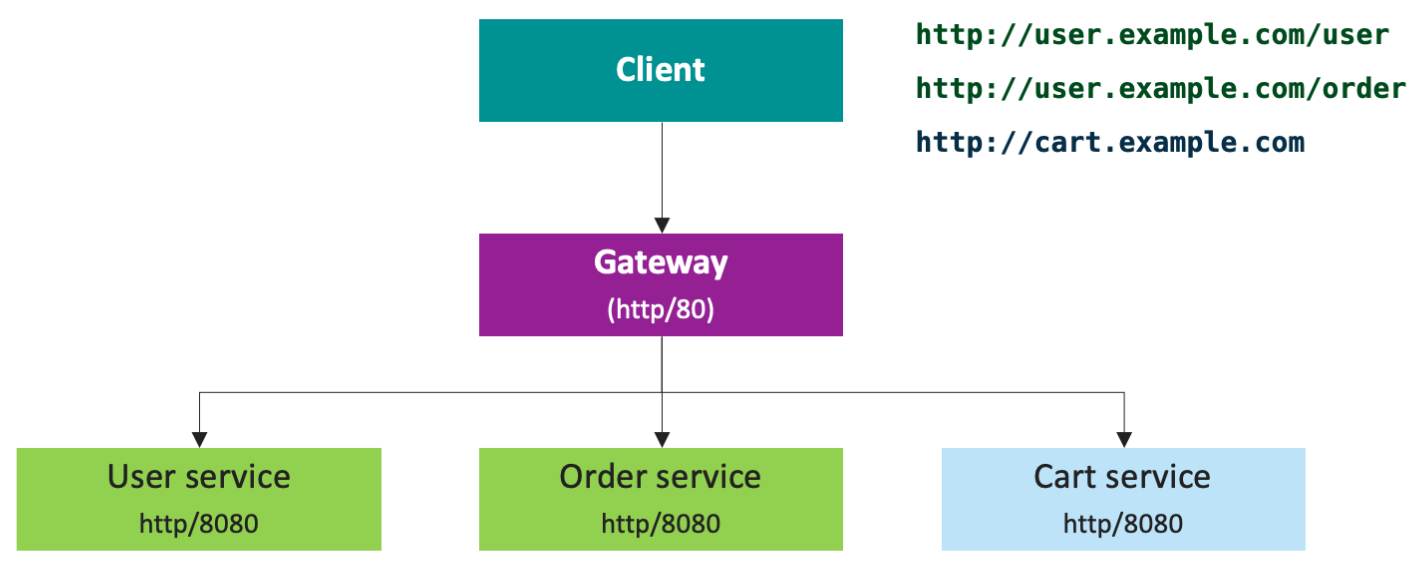 Client
http://user.example.com/user
http://user.example.com/order
http://cart.example.com
Gateway
(http/80)
User service
http/8080
Order service
http/8080
Cart service
http/8080